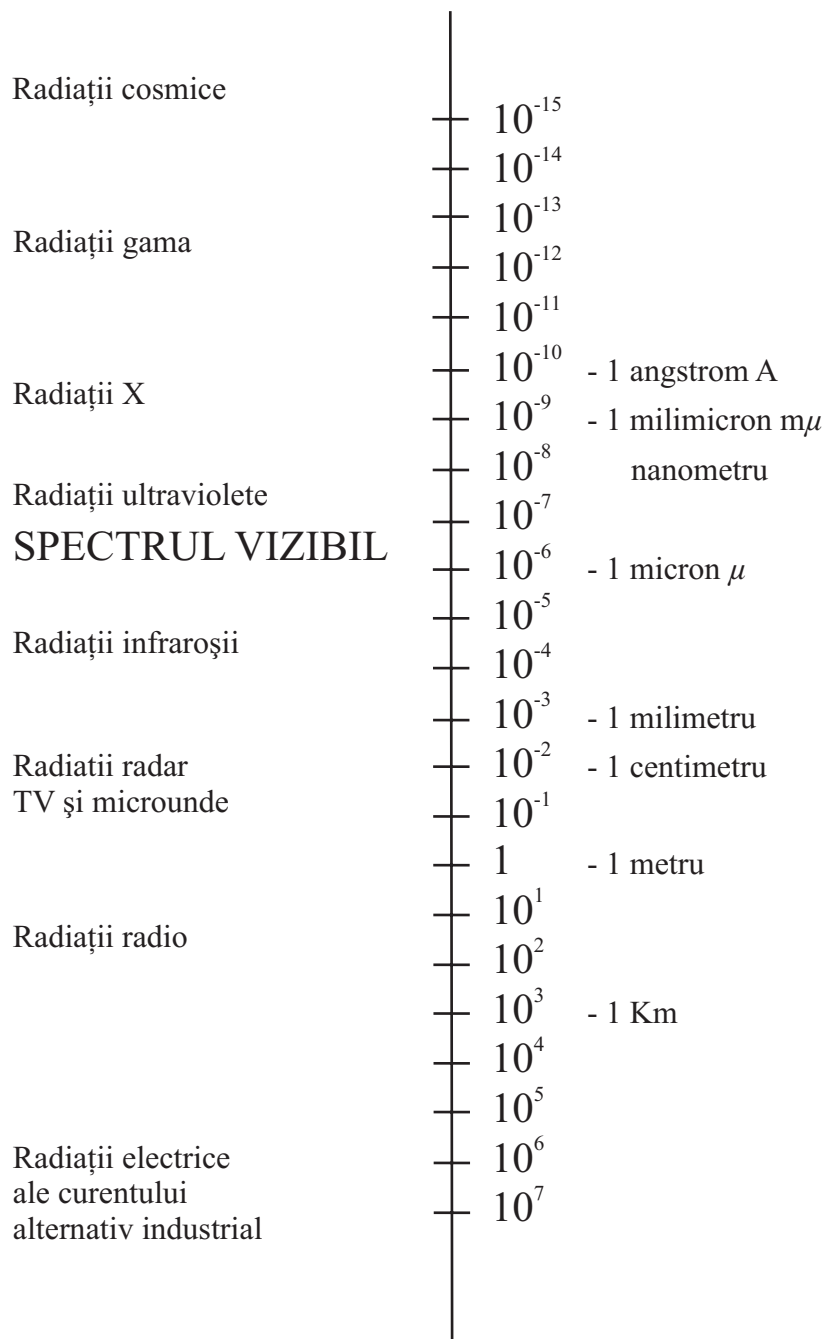 Radiații cosmice
10⁻¹⁵
10⁻¹⁴
10⁻¹³
Radiații gama
10⁻¹²
10⁻¹¹
10⁻¹⁰ - 1 angstrom A
Radiații X
10⁻⁹ - 1 milimicron mμ
10⁻⁸ nanometru
Radiații ultraviolete
10⁻⁷
SPECTRUL VIZIBIL
10⁻⁶ - 1 micron μ
10⁻⁵
Radiații infraroşii
10⁻⁴
10⁻³ - 1 milimetru
Radiatii radar 10⁻² - 1 centimetru
TV şi microunde 10⁻¹
1 - 1 metru
10¹
Radiații radio
10²
10³ - 1 Km
10⁴
10⁵
Radiații electrice 10⁶
ale curentului
10⁷
alternativ industrial